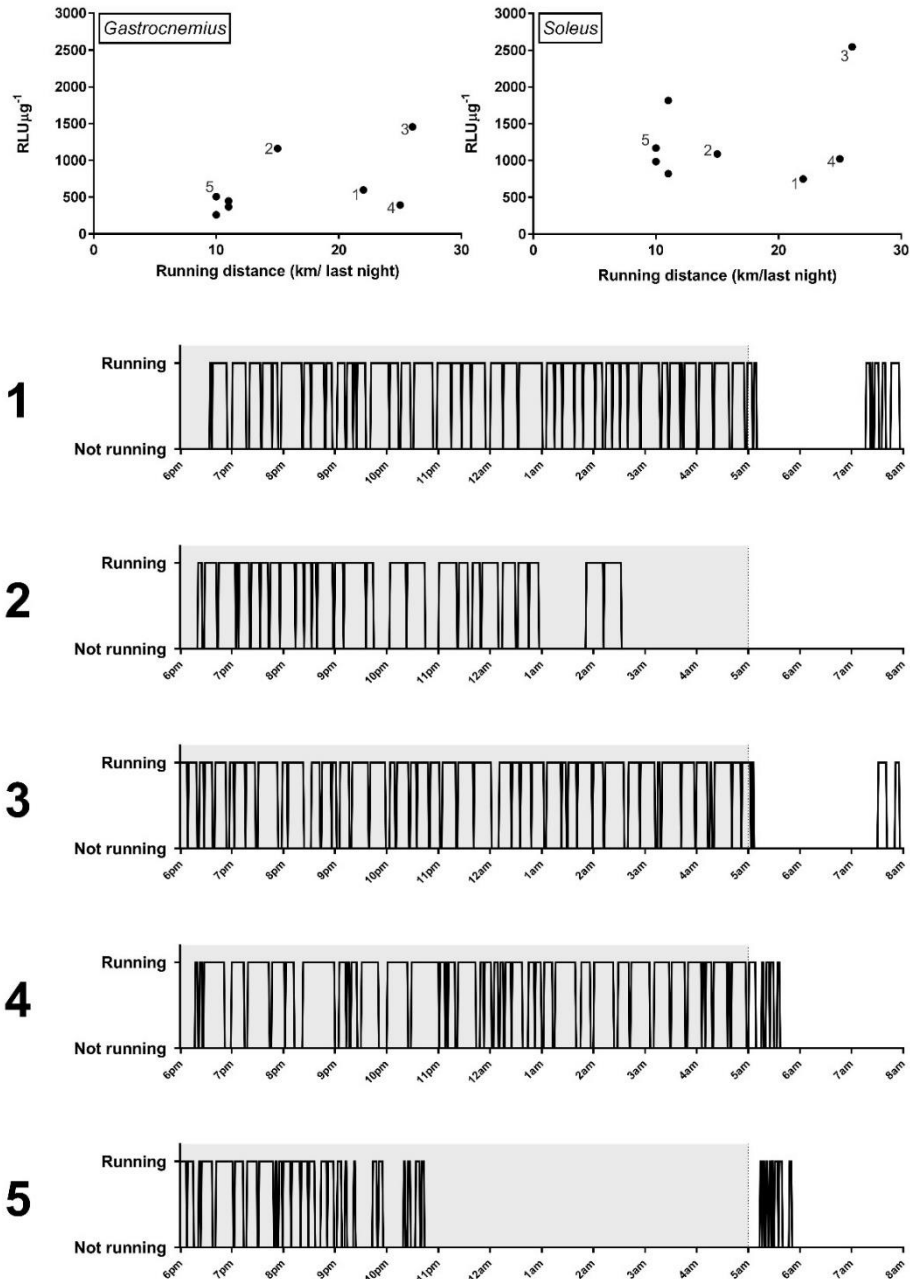 Gastrocnemius
3000
2500
2000
1500
1000
500
0
RLUµg-1
0 10 20 30
Running distance (km/ last night)
5
2
1
3
4
Soleus
3000
2500
2000
1500
1000
500
0
RLUµg-1
0 10 20 30
Running distance (km/last night)
5
2
1
3
4
1
Running
Not running
6pm 7pm 8pm 9pm 10pm 11pm 12am 1am 2am 3am 4am 5am 6am 7am 8am
2
Running
Not running
6pm 7pm 8pm 9pm 10pm 11pm 12am 1am 2am 3am 4am 5am 6am 7am 8am
3
Running
Not running
6pm 7pm 8pm 9pm 10pm 11pm 12am 1am 2am 3am 4am 5am 6am 7am 8am
4
Running
Not running
6pm 7pm 8pm 9pm 10pm 11pm 12am 1am 2am 3am 4am 5am 6am 7am 8am
5
Running
Not running
6pm 7pm 8pm 9pm 10pm 11pm 12am 1am 2am 3am 4am 5am 6am 7am 8am